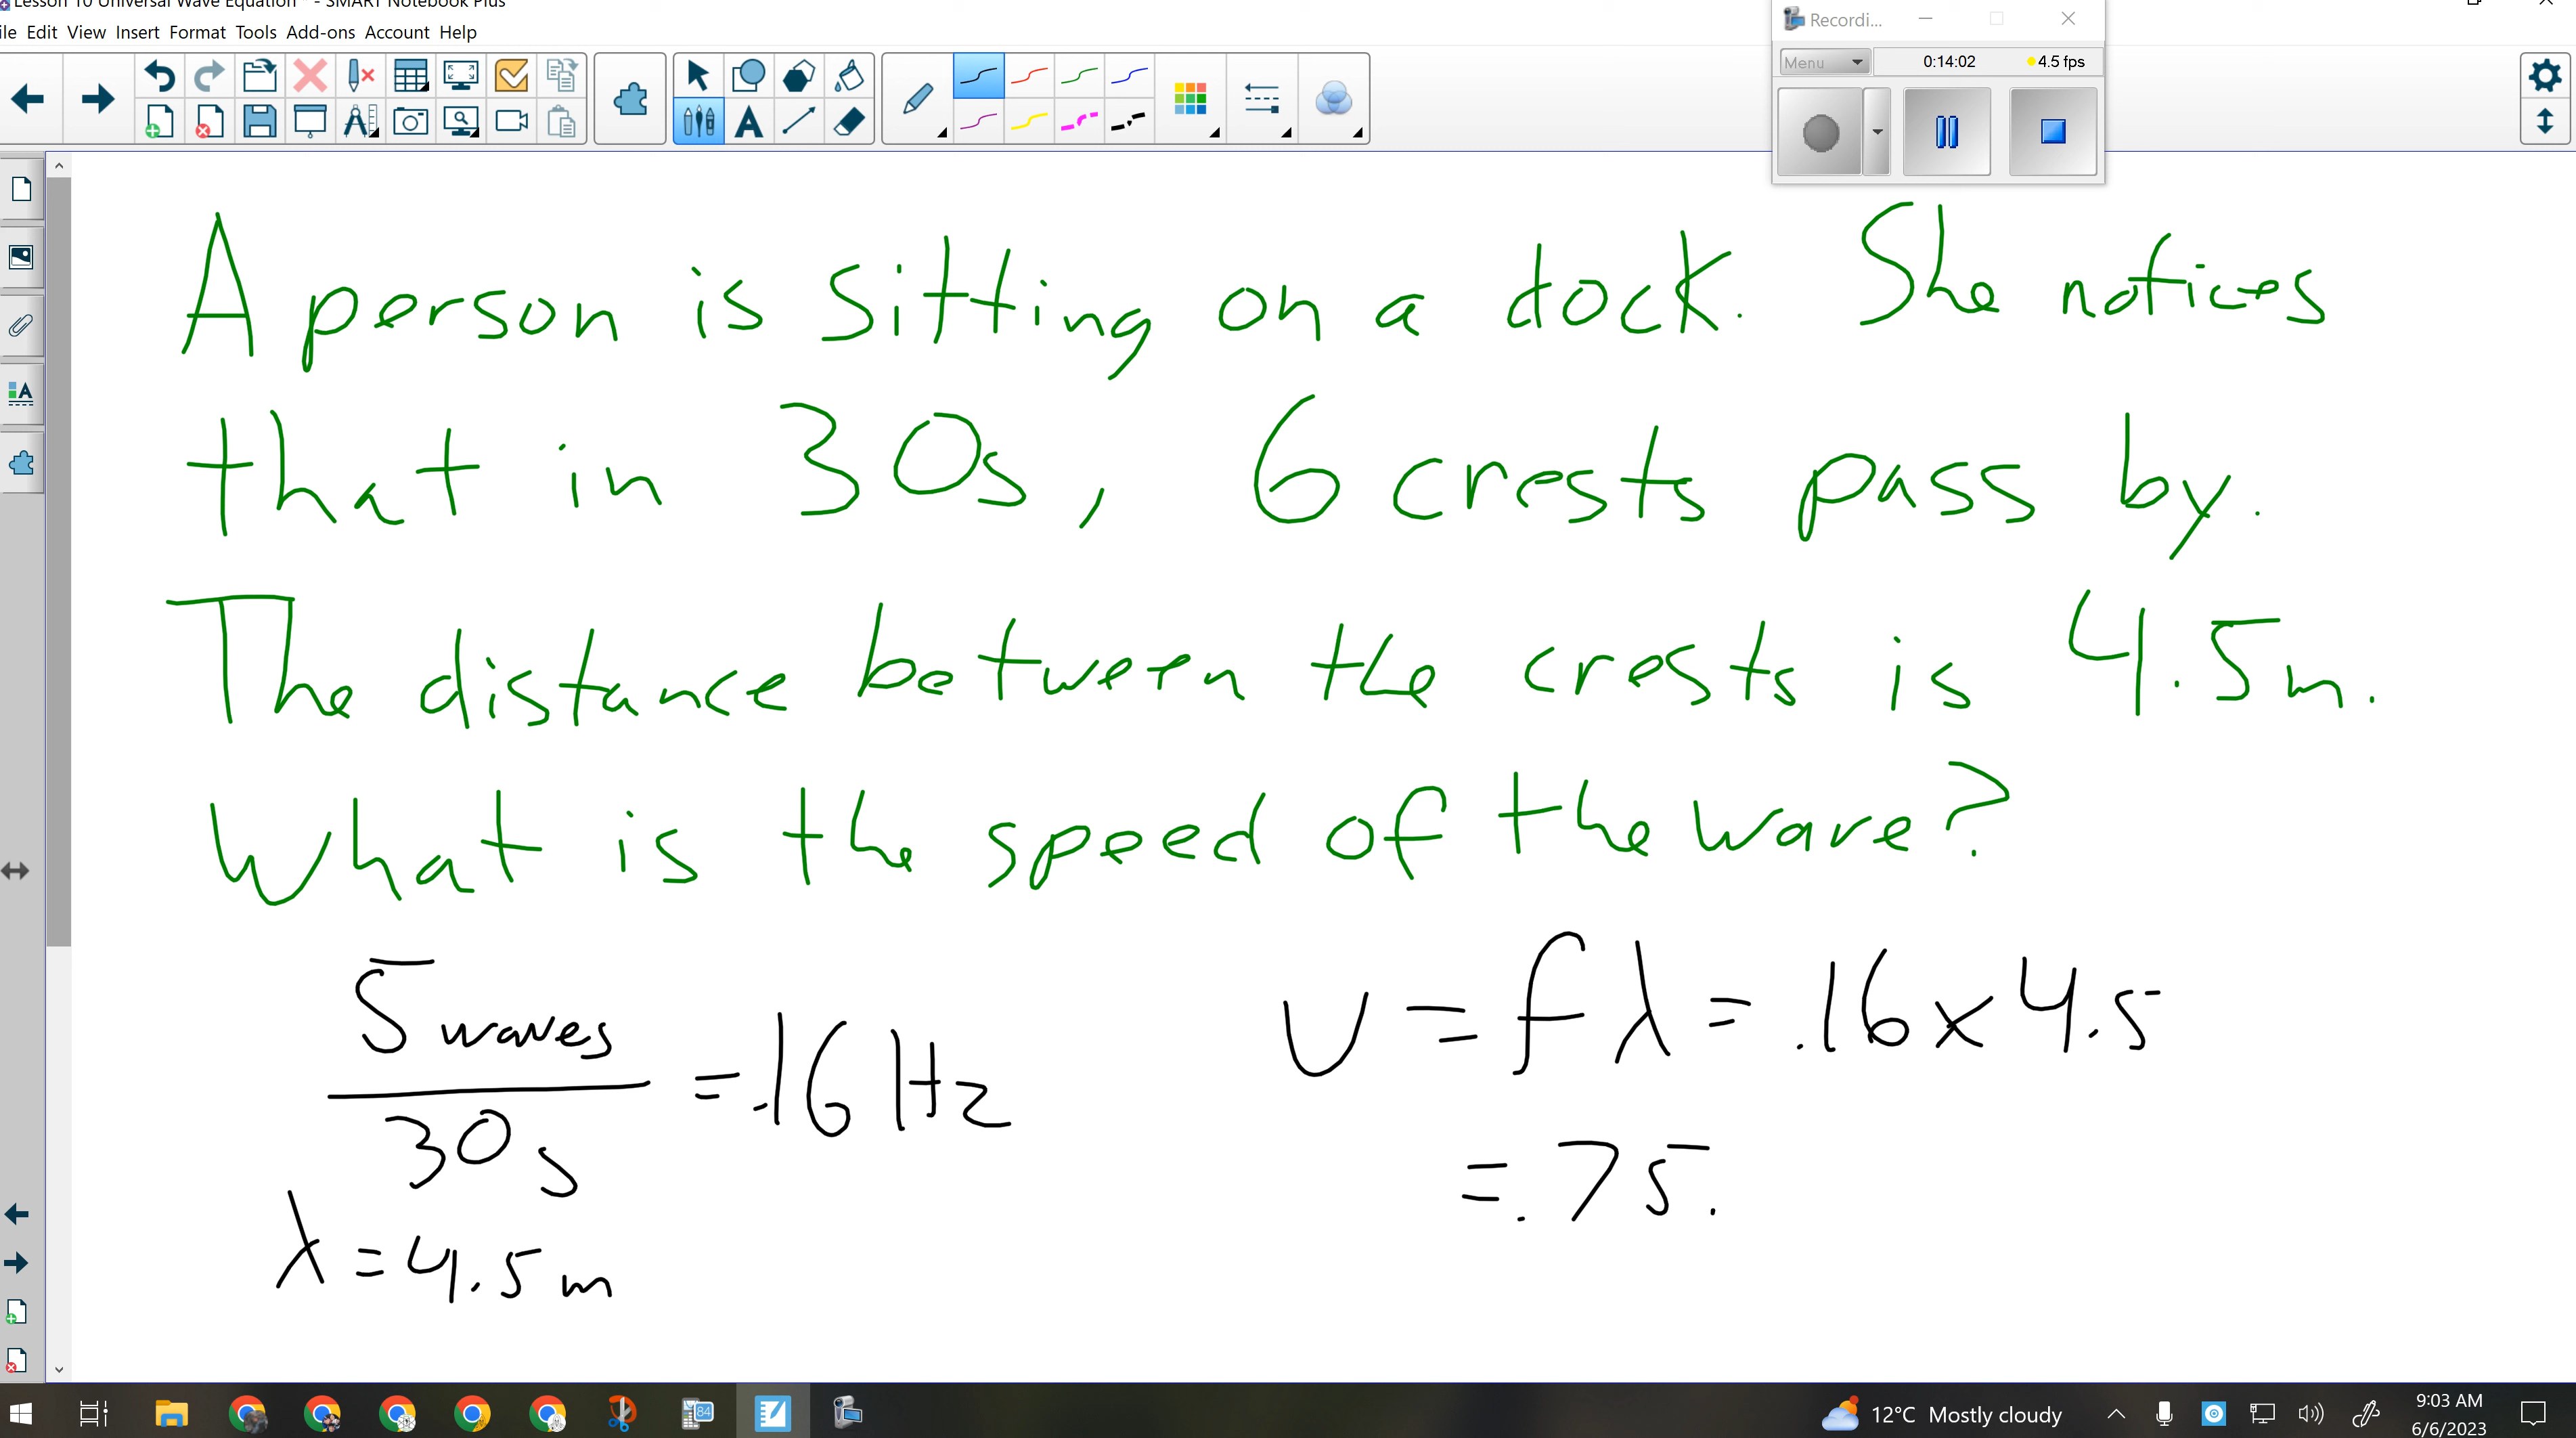 Lesson 10 Universal Wave Equation * - SMART Notebook Plus
ile Edit View Insert Format Tools Add-ons Account Help
Recordi...
Menu 0:14:02 4.5 fps
A person is sitting on a dock. She notices
that in 30s, 6 crests pass by.
The distance between the crests is 4.5m.
What is the speed of the wave?
5 waves
30s
= .16 Hz
λ = 4.5 m
v = fλ = .16 x 4.5
= .75.
84
12°C Mostly cloudy
9:03 AM
6/6/2023